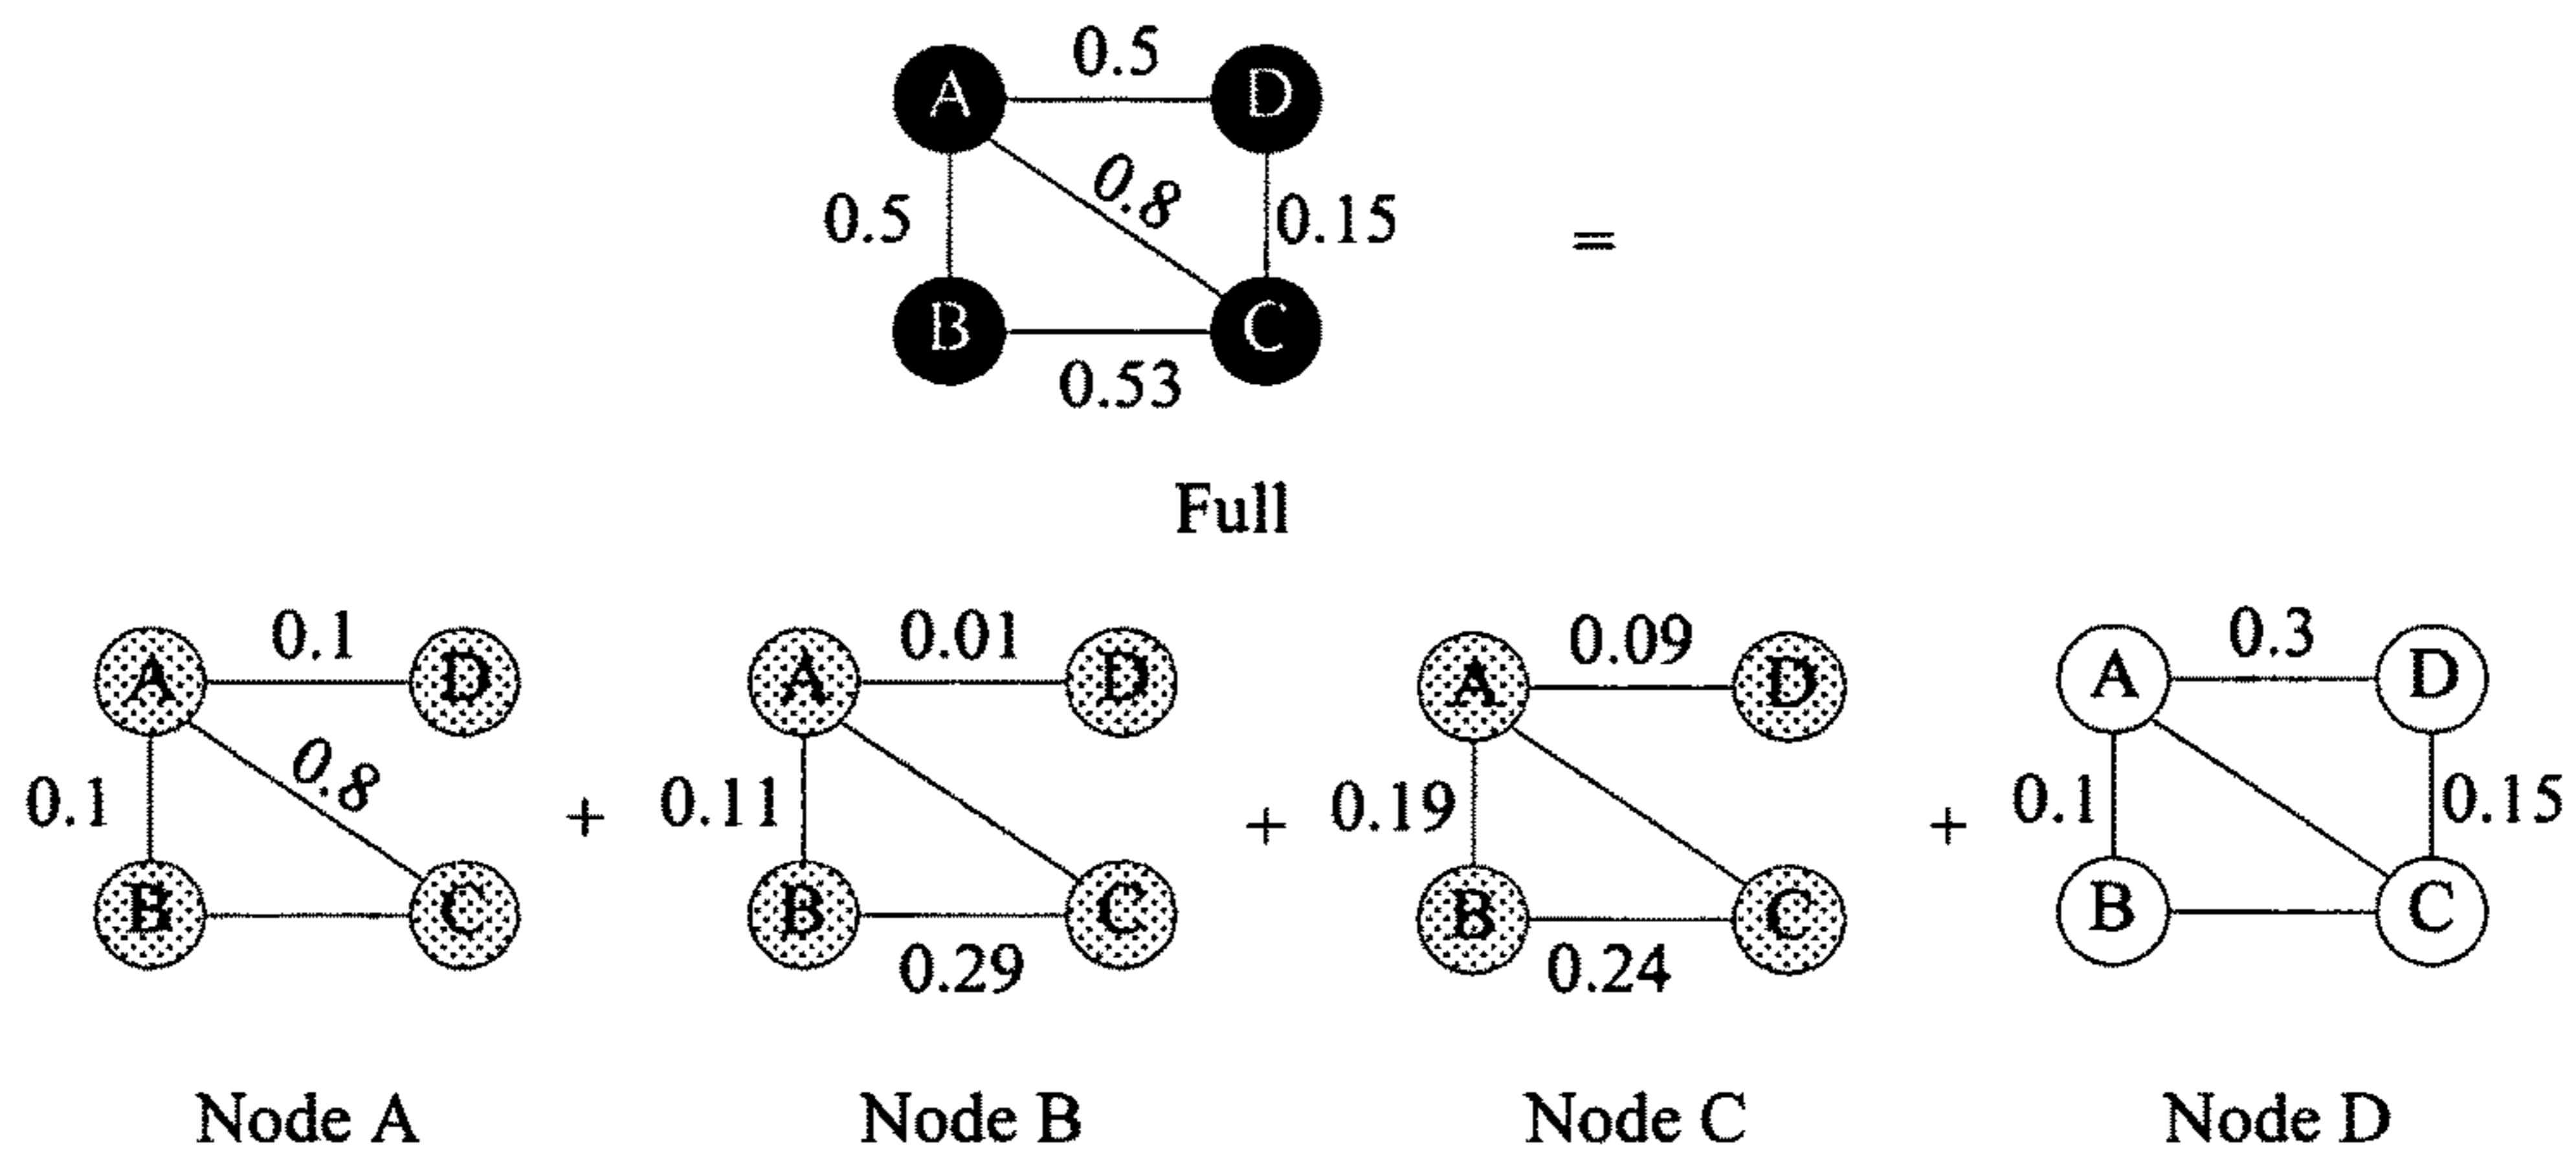 0.5
A D
0.8
0.5 0.15 =
B C
0.53
Full
0.1 0.01 0.09 0.3
A D A D A D A D
0.8
0.1 + 0.11 + 0.19 + 0.1 0.15
B C B C B C B C
0.29 0.24
Node A Node B Node C Node D